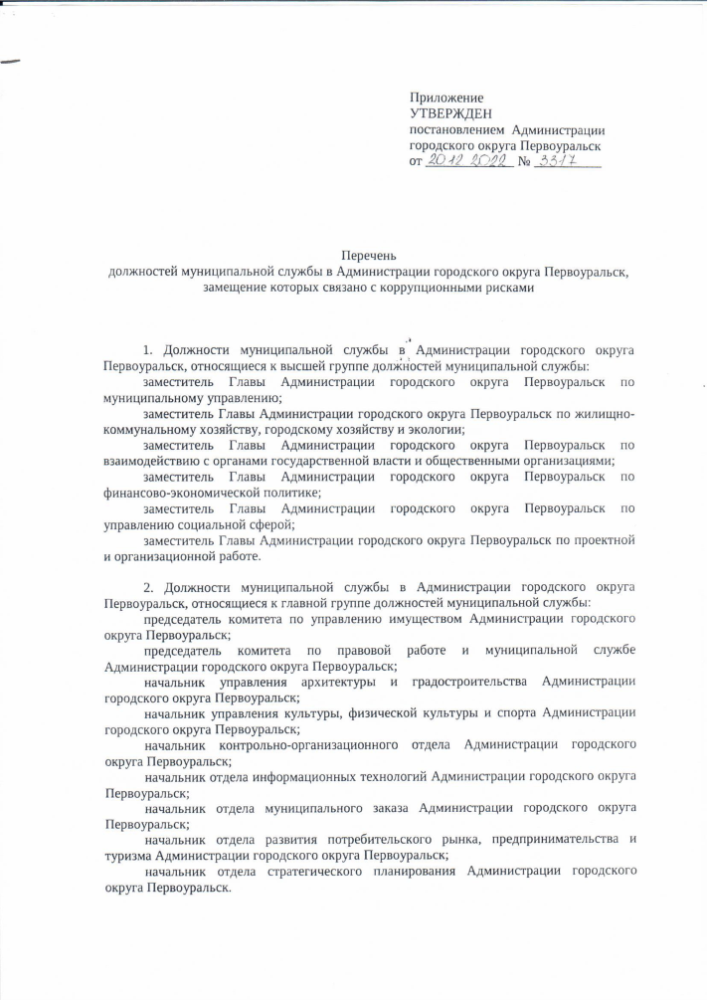 Приложение
УТВЕРЖДЕН
постановлением Администрации
городского округа Первоуральск
от 20 12 2022 № 3317
Перечень
должностей муниципальной службы в Администрации городского округа Первоуральск,
замещение которых связано с коррупционными рисками
1. Должности муниципальной службы в Администрации городского округа
Первоуральск, относящиеся к высшей группе должностей муниципальной службы:
заместитель Главы Администрации городского округа Первоуральск по
муниципальному управлению;
заместитель Главы Администрации городского округа Первоуральск по жилищно-
коммунальному хозяйству, городскому хозяйству и экологии;
заместитель Главы Администрации городского округа Первоуральск по
взаимодействию с органами государственной власти и общественными организациями;
заместитель Главы Администрации городского округа Первоуральск по
финансово-экономической политике;
заместитель Главы Администрации городского округа Первоуральск по
управлению социальной сферой;
заместитель Главы Администрации городского округа Первоуральск по проектной
и организационной работе.
2. Должности муниципальной службы в Администрации городского округа
Первоуральск, относящиеся к главной группе должностей муниципальной службы:
председатель комитета по управлению имуществом Администрации городского
округа Первоуральск;
председатель комитета по правовой работе и муниципальной службе
Администрации городского округа Первоуральск;
начальник управления архитектуры и градостроительства Администрации
городского округа Первоуральск;
начальник управления культуры, физической культуры и спорта Администрации
городского округа Первоуральск;
начальник контрольно-организационного отдела Администрации городского
округа Первоуральск;
начальник отдела информационных технологий Администрации городского округа
Первоуральск;
начальник отдела муниципального заказа Администрации городского округа
Первоуральск;
начальник отдела развития потребительского рынка, предпринимательства и
туризма Администрации городского округа Первоуральск;
начальник отдела стратегического планирования Администрации городского
округа Первоуральск.